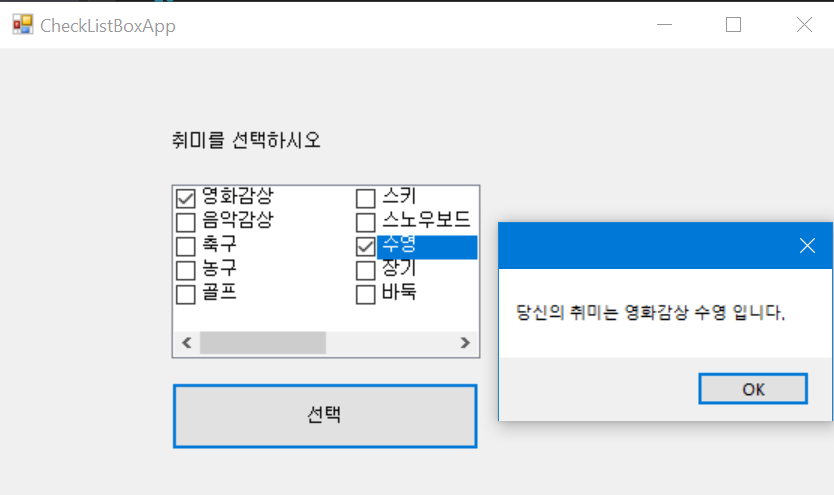 CheckListBoxApp
취미를 선택하시오
영화감상 스키
음악감상 스노우보드
축구 수영
농구 장기
골프 바둑
당신의 취미는 영화감상 수영 입니다.
OK
선택